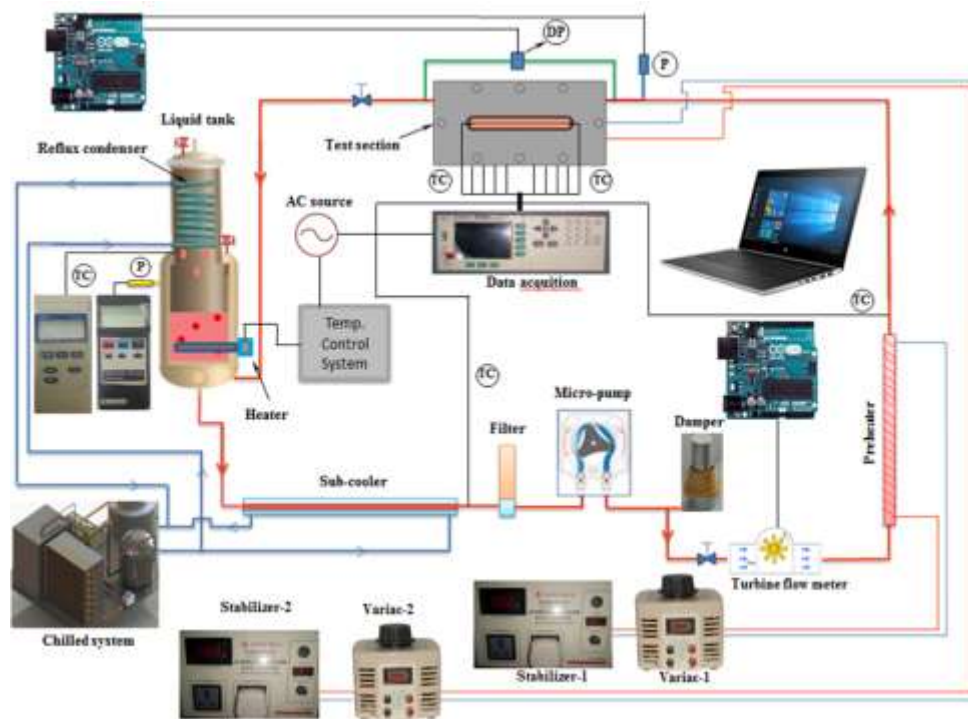 DP
P
Liquid tank
Reflux condenser
Test section
TC
TC
AC source
TC
P
Data acquition
TC
Temp.
Control
System
TC
Heater
Micro-pump
Filter
Damper
Preheater
Sub-cooler
Turbine flow meter
Stabilizer-2
Variac-2
Chilled system
Stabilizer-1
Variac-1